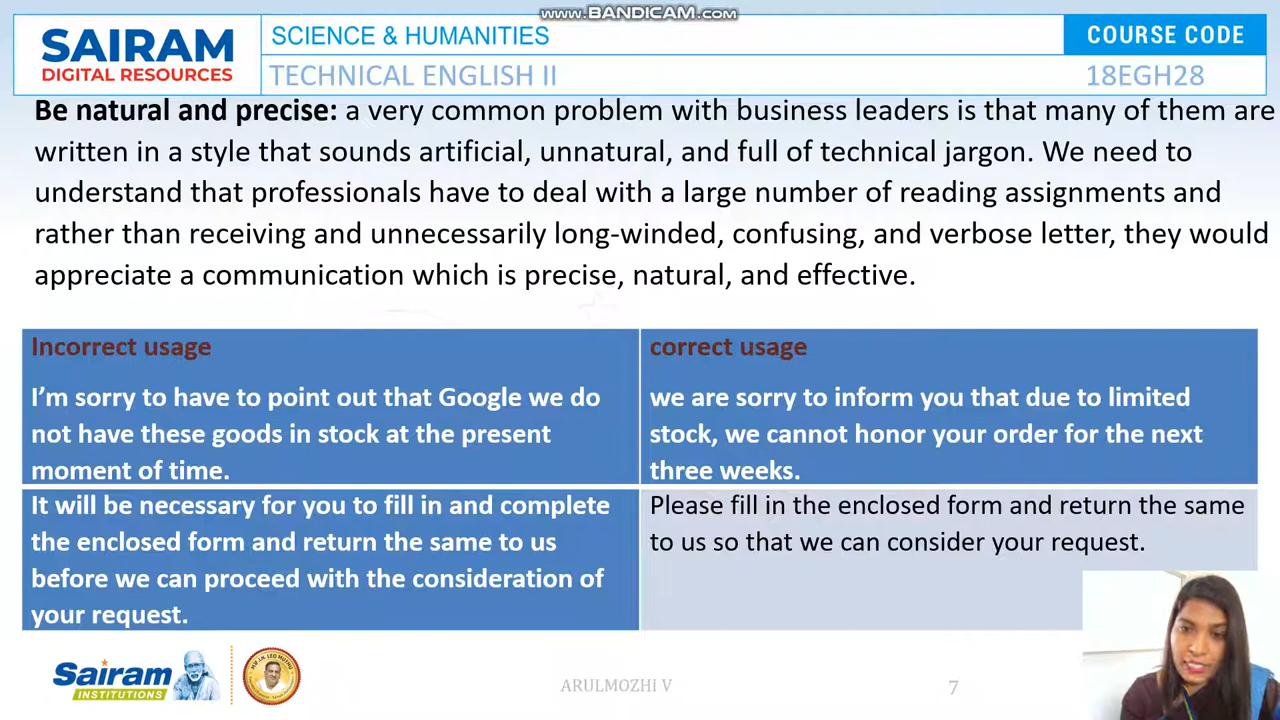 www.BANDICAM.com
SAIRAM
DIGITAL RESOURCES
SCIENCE & HUMANITIES
COURSE CODE
TECHNICAL ENGLISH II
18EGH28
Be natural and precise: a very common problem with business leaders is that many of them are
written in a style that sounds artificial, unnatural, and full of technical jargon. We need to
understand that professionals have to deal with a large number of reading assignments and
rather than receiving and unnecessarily long-winded, confusing, and verbose letter, they would
appreciate a communication which is precise, natural, and effective.
Incorrect usage
I'm sorry to have to point out that Google we do
not have these goods in stock at the present
moment of time.
correct usage
we are sorry to inform you that due to limited
stock, we cannot honor your order for the next
three weeks.
It will be necessary for you to fill in and complete
the enclosed form and return the same to us
before we can proceed with the consideration of
your request.
Please fill in the enclosed form and return the same
to us so that we can consider your request.
Sairam
INSTITUTIONS
ARULMOZHI V
7